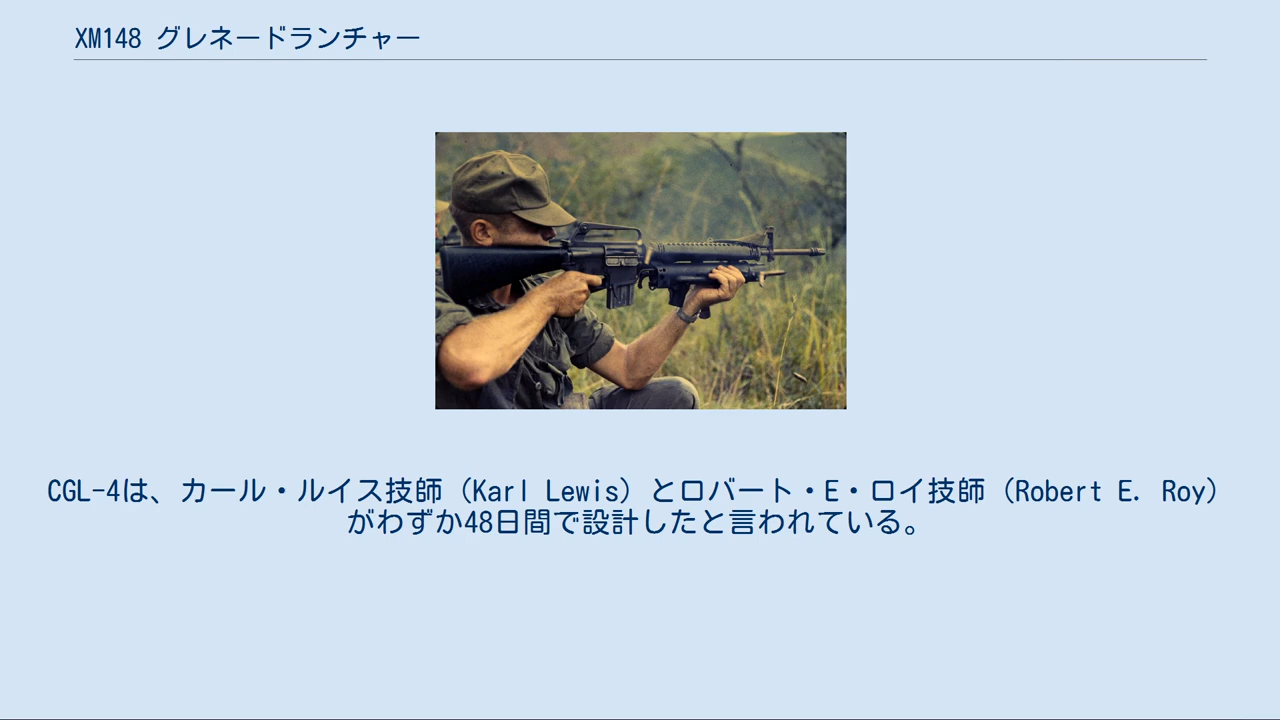 XM148 グレネードランチャー
CGL-4は、カール・ルイス技師（Karl Lewis）とロバート・E・ロイ技師（Robert E. Roy）
がわずか48日間で設計したと言われている。